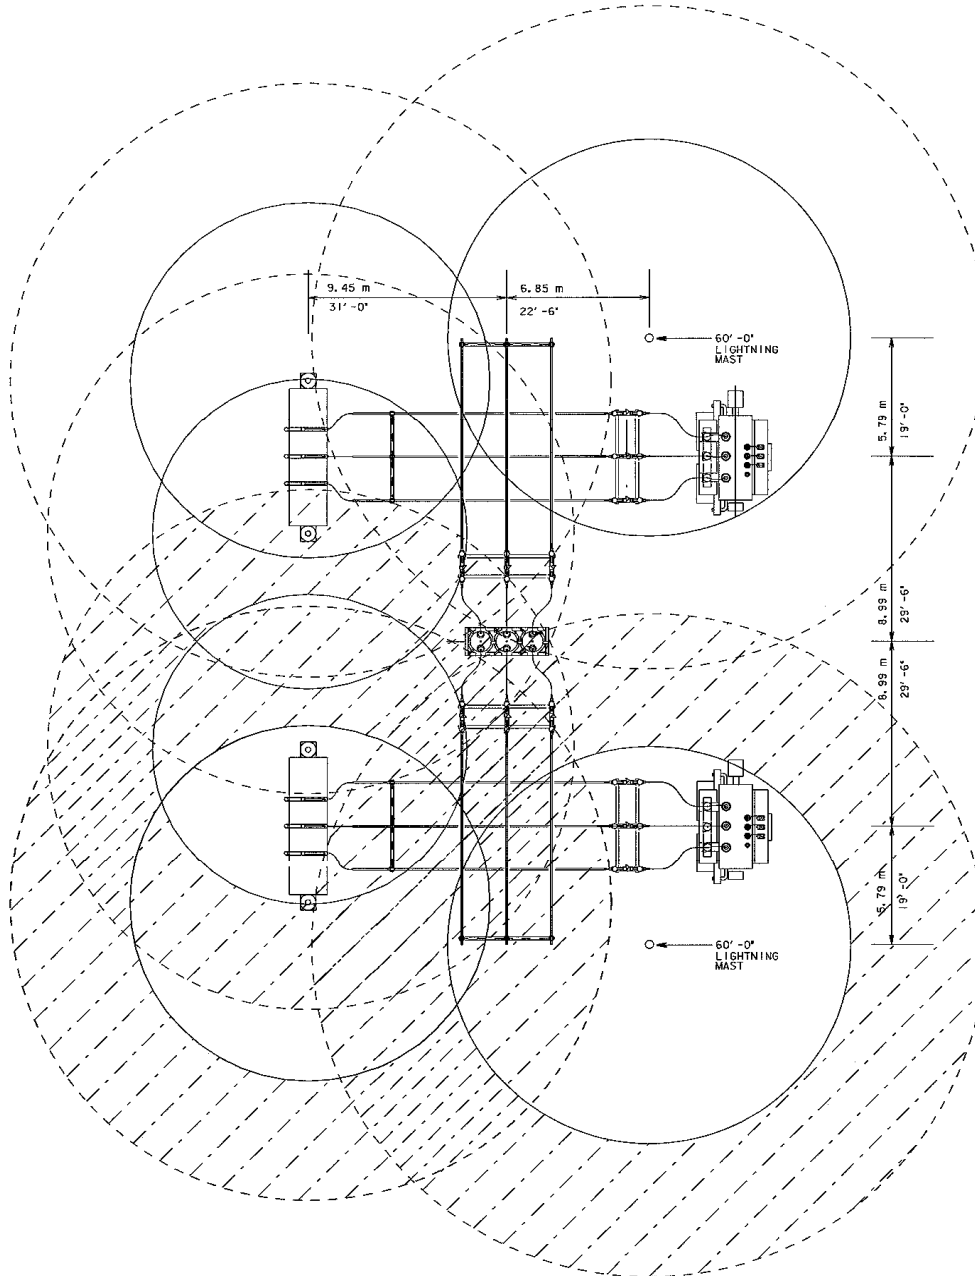 9.45 m
31'-0"
6.85 m
22'-6"
60'-0"
LIGHTNING
MAST
5.79 m
19'-0"
8.99 m
29'-6"
8.99 m
29'-6"
5.79 m
19'-0"
60'-0"
LIGHTNING
MAST